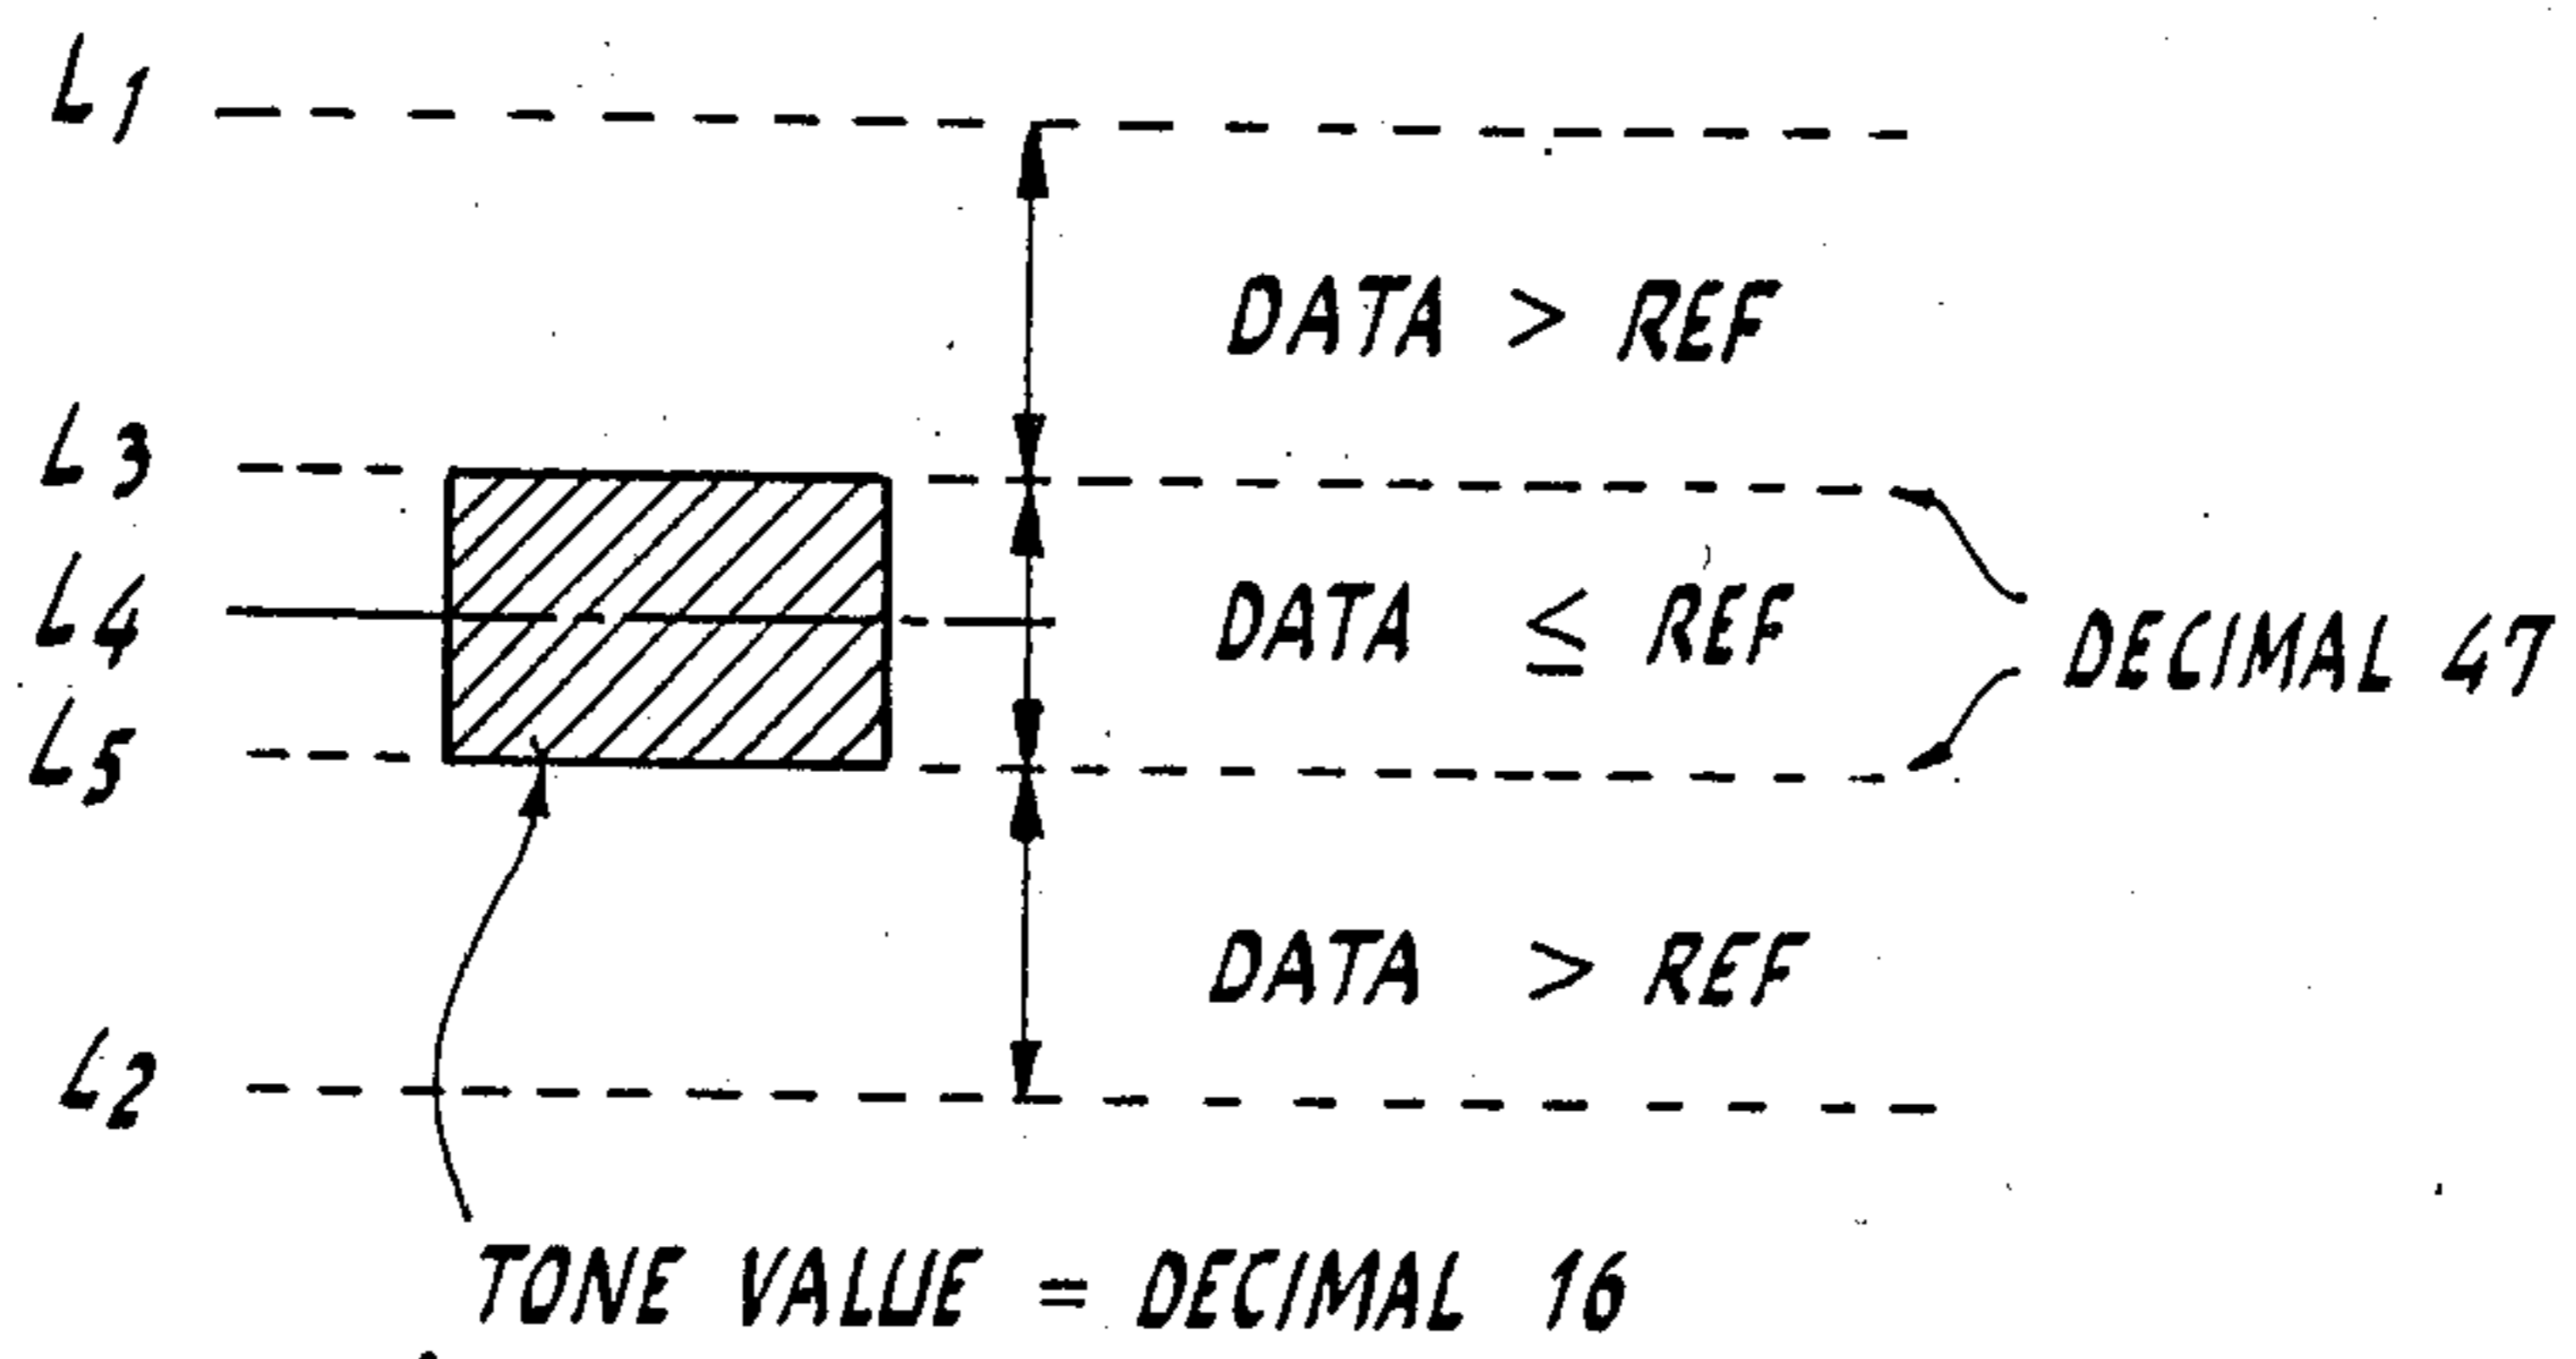 L1
DATA > REF
L3
L4
DATA ≤ REF
DECIMAL 47
L5
DATA > REF
L2
TONE VALUE = DECIMAL 16